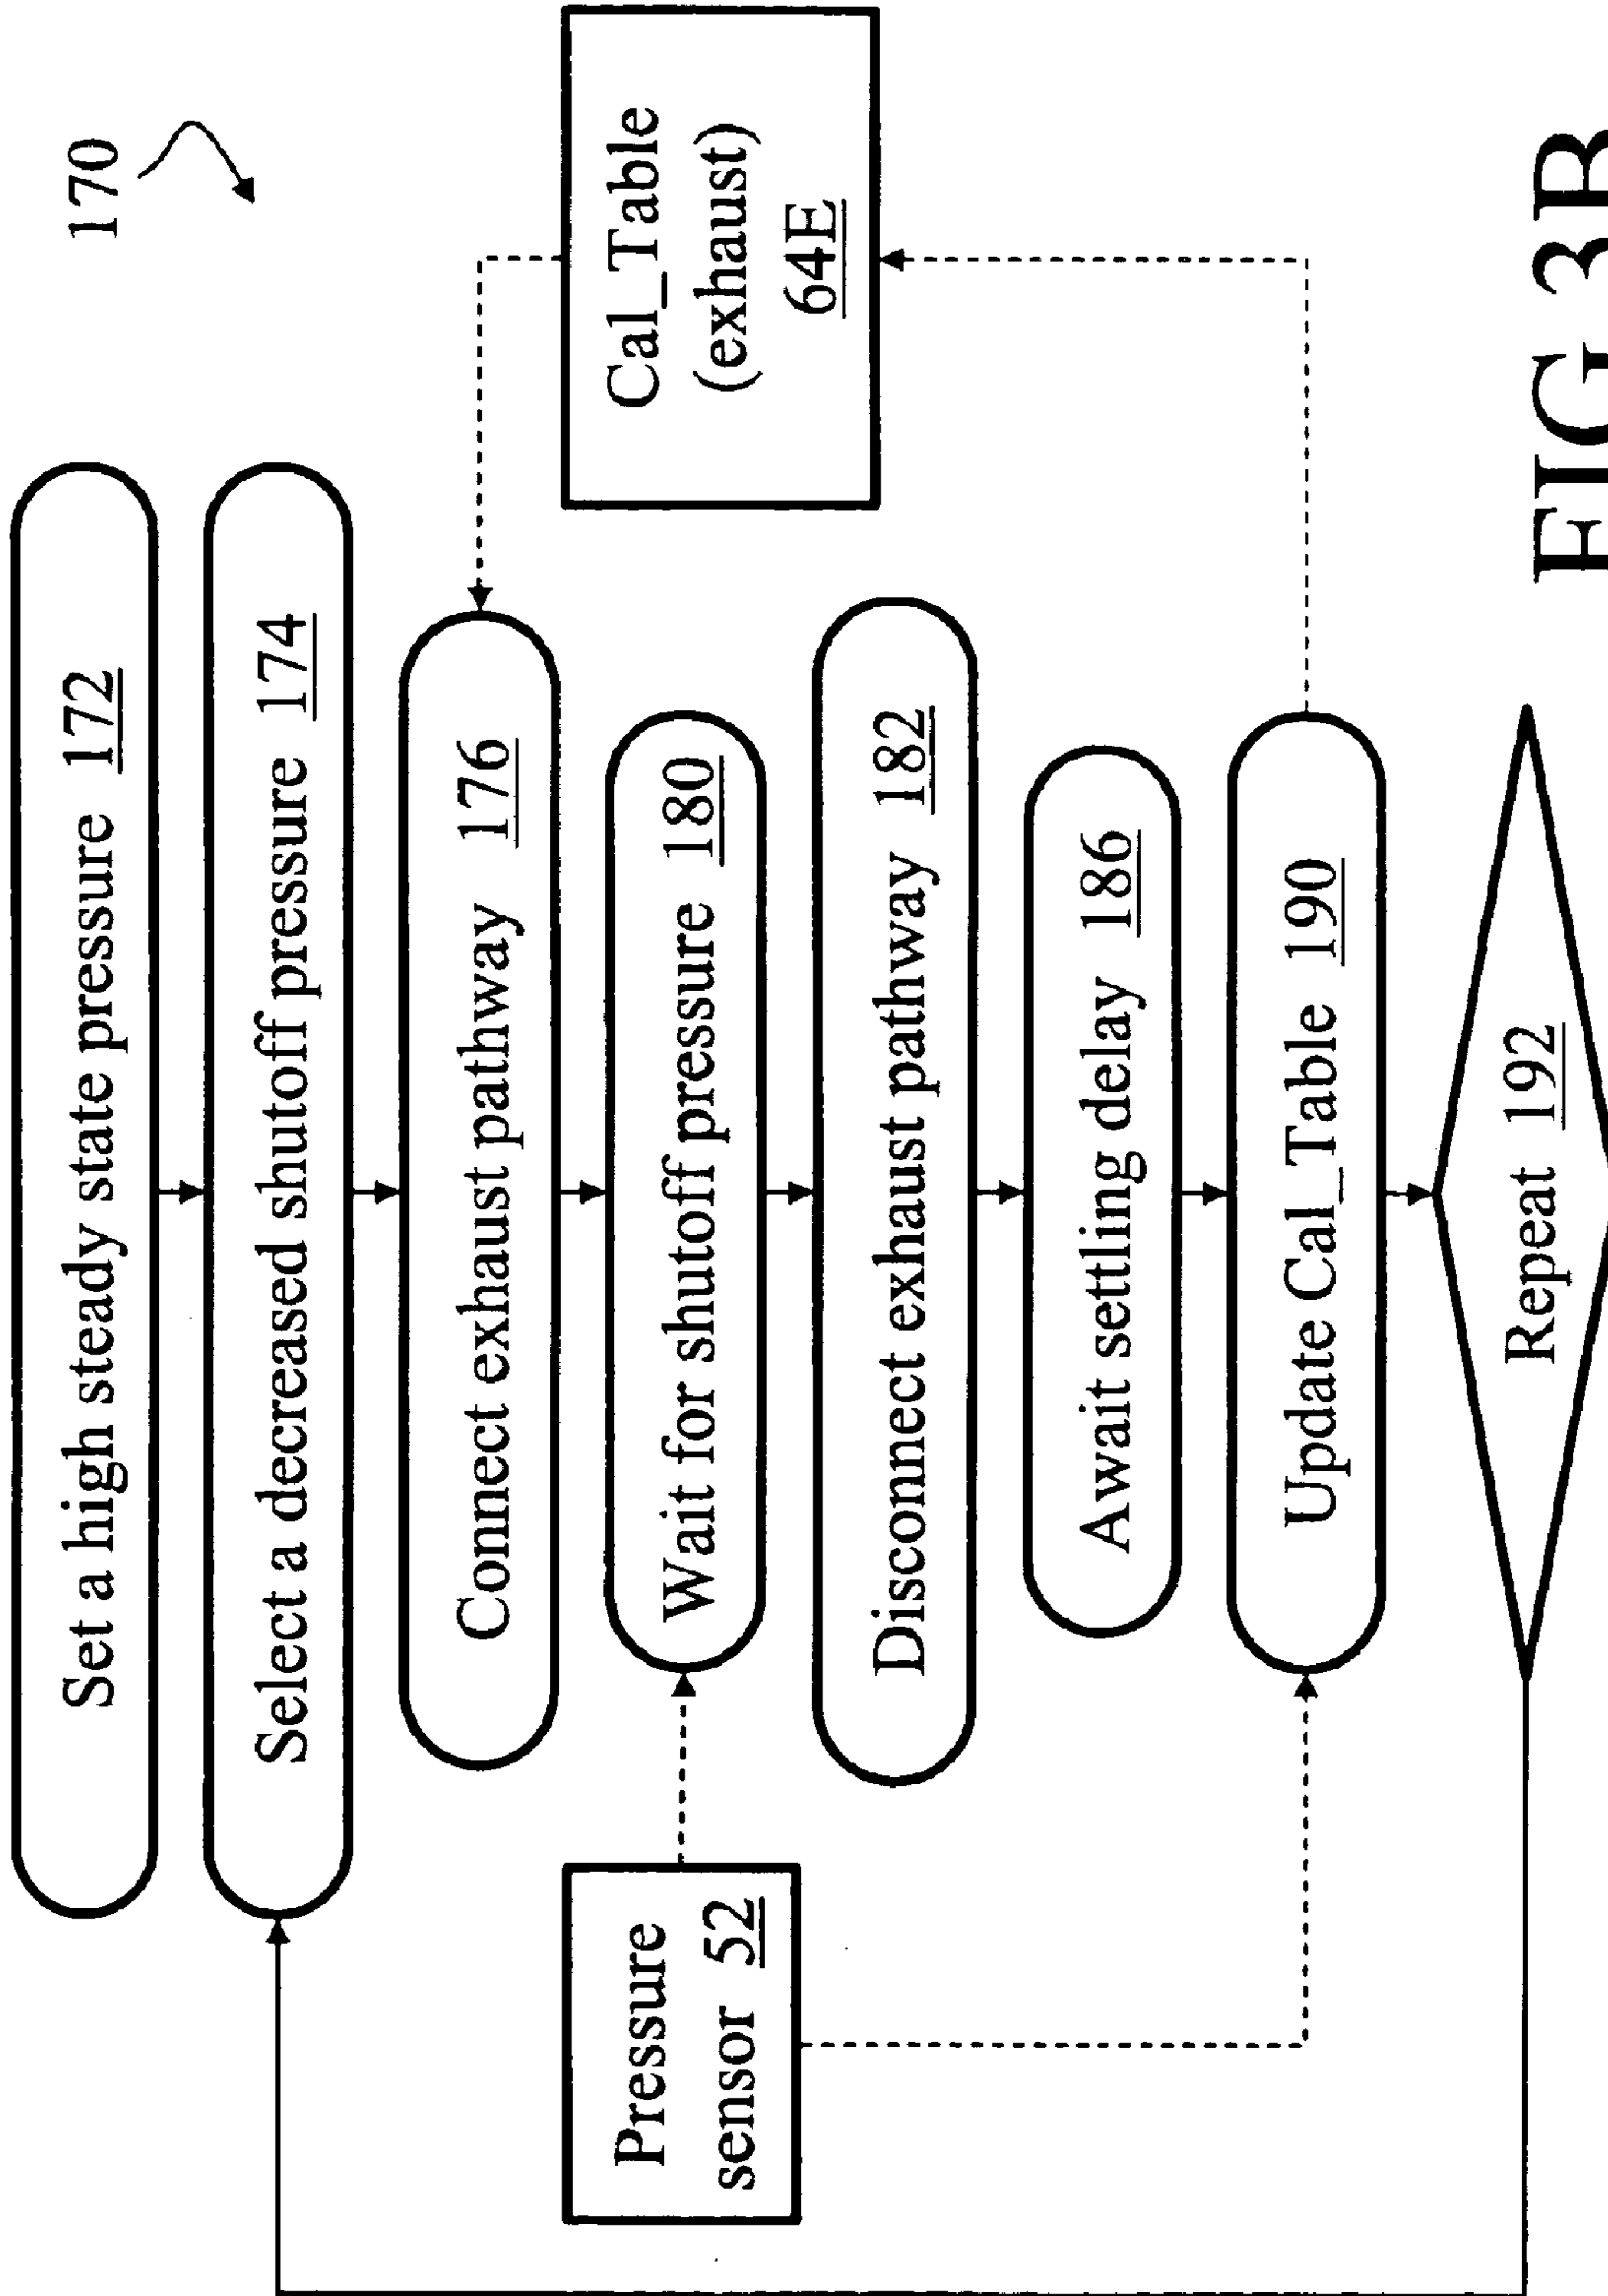 170
Set a high steady state pressure 172
Select a decreased shutoff pressure 174
Connect exhaust pathway 176
Cal_Table
(exhaust)
64E
Pressure
sensor 52
Wait for shutoff pressure 180
Disconnect exhaust pathway 182
Await settling delay 186
Update Cal_Table 190
Repeat 192
FIG 3B